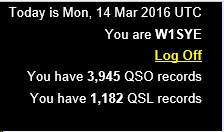 Today is Mon, 14 Mar 2016 UTC
You are W1SYE
Log Off
You have 3,945 QSO records
You have 1,182 QSL records